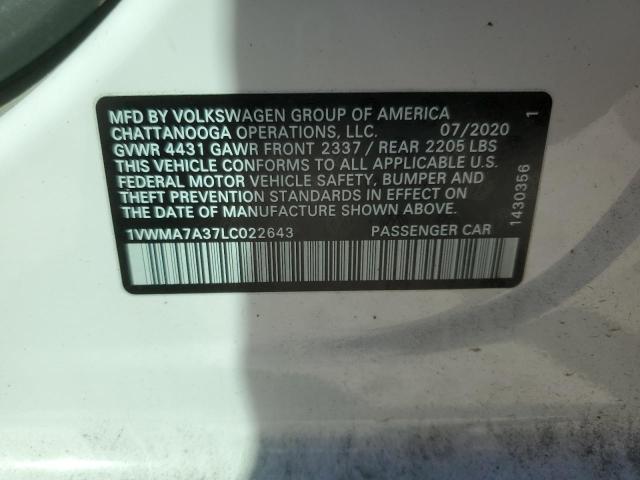 MFD BY VOLKSWAGEN GROUP OF AMERICA
CHATTANOOGA OPERATIONS, LLC. 07/2020
GVWR 4431 GAWR FRONT 2337 / REAR 2205 LBS
THIS VEHICLE CONFORMS TO ALL APPLICABLE U.S.
FEDERAL MOTOR VEHICLE SAFETY, BUMPER AND
THEFT PREVENTION STANDARDS IN EFFECT ON
THE DATE OF MANUFACTURE SHOWN ABOVE.
1VWMA7A37LC022643 PASSENGER CAR
1430356 1